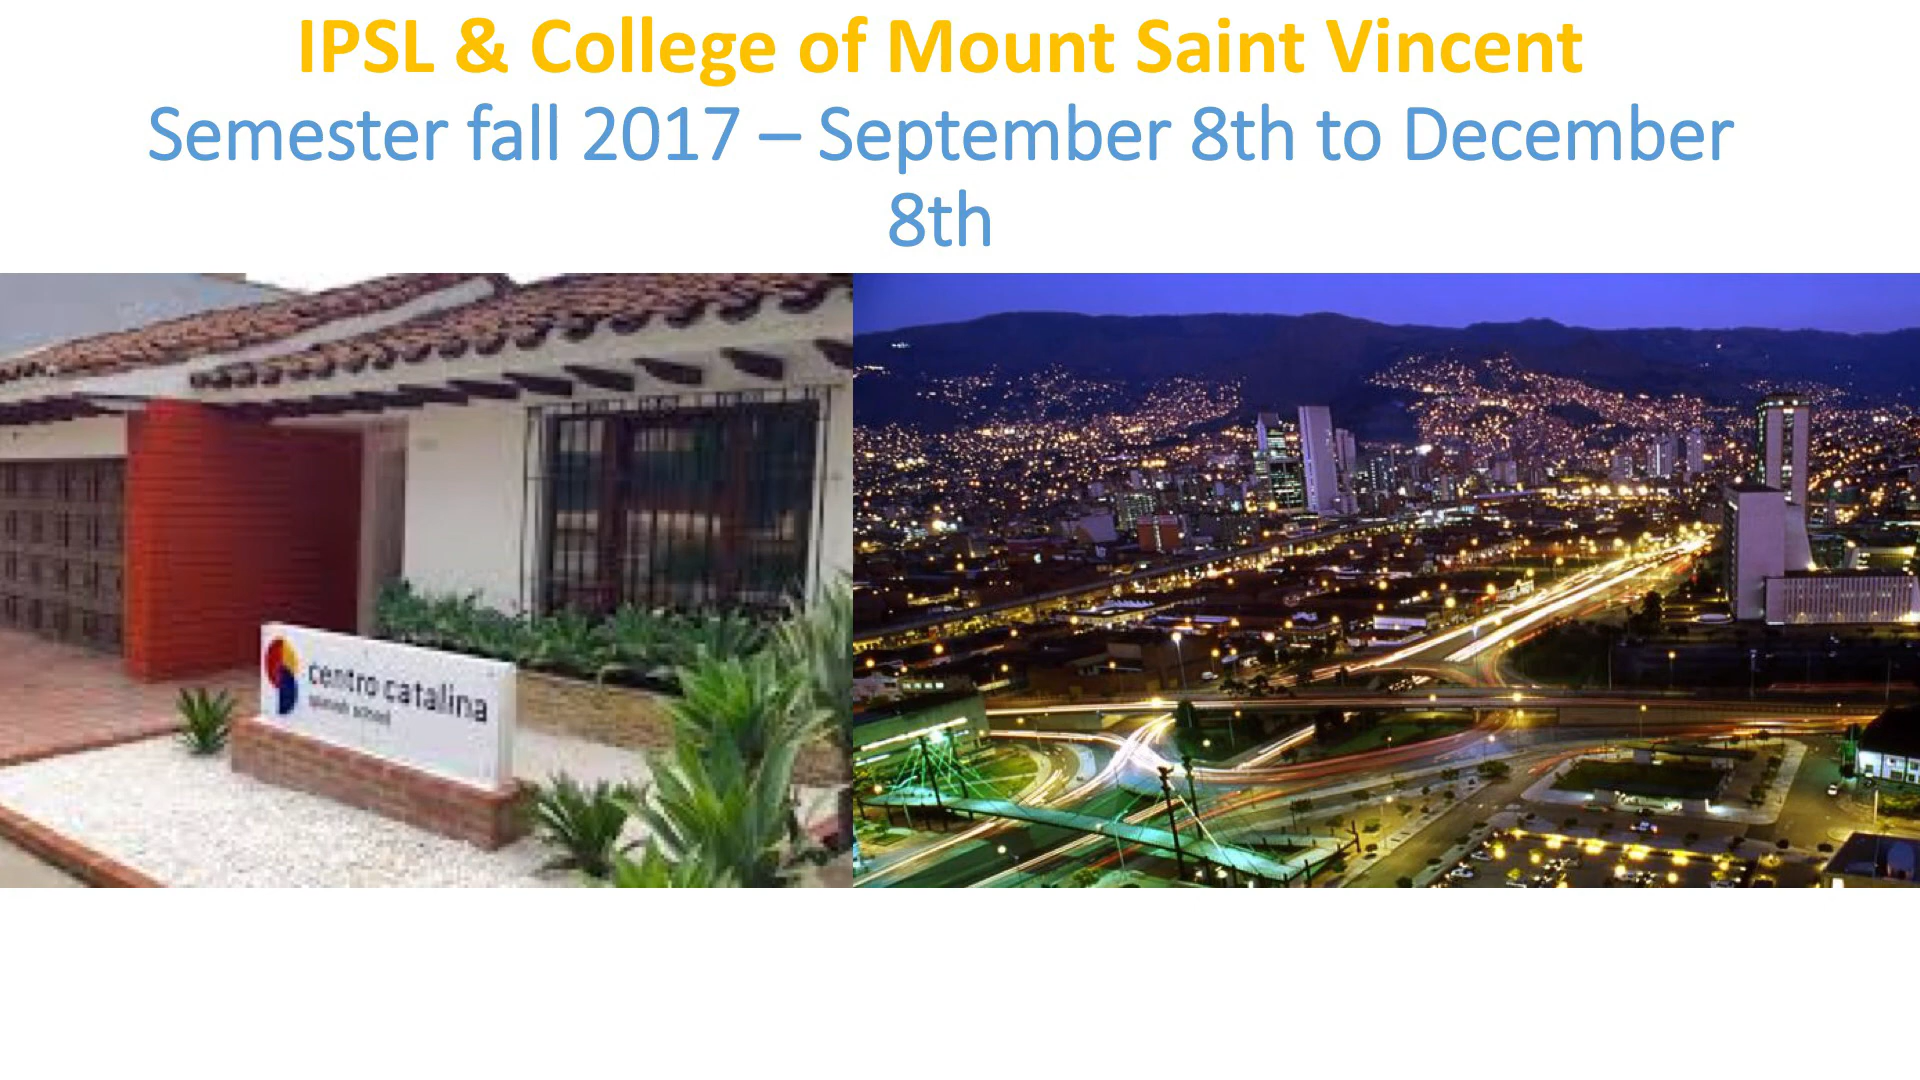 IPSL & College of Mount Saint Vincent
Semester fall 2017 – September 8th to December
8th
centro catalina
spanish school